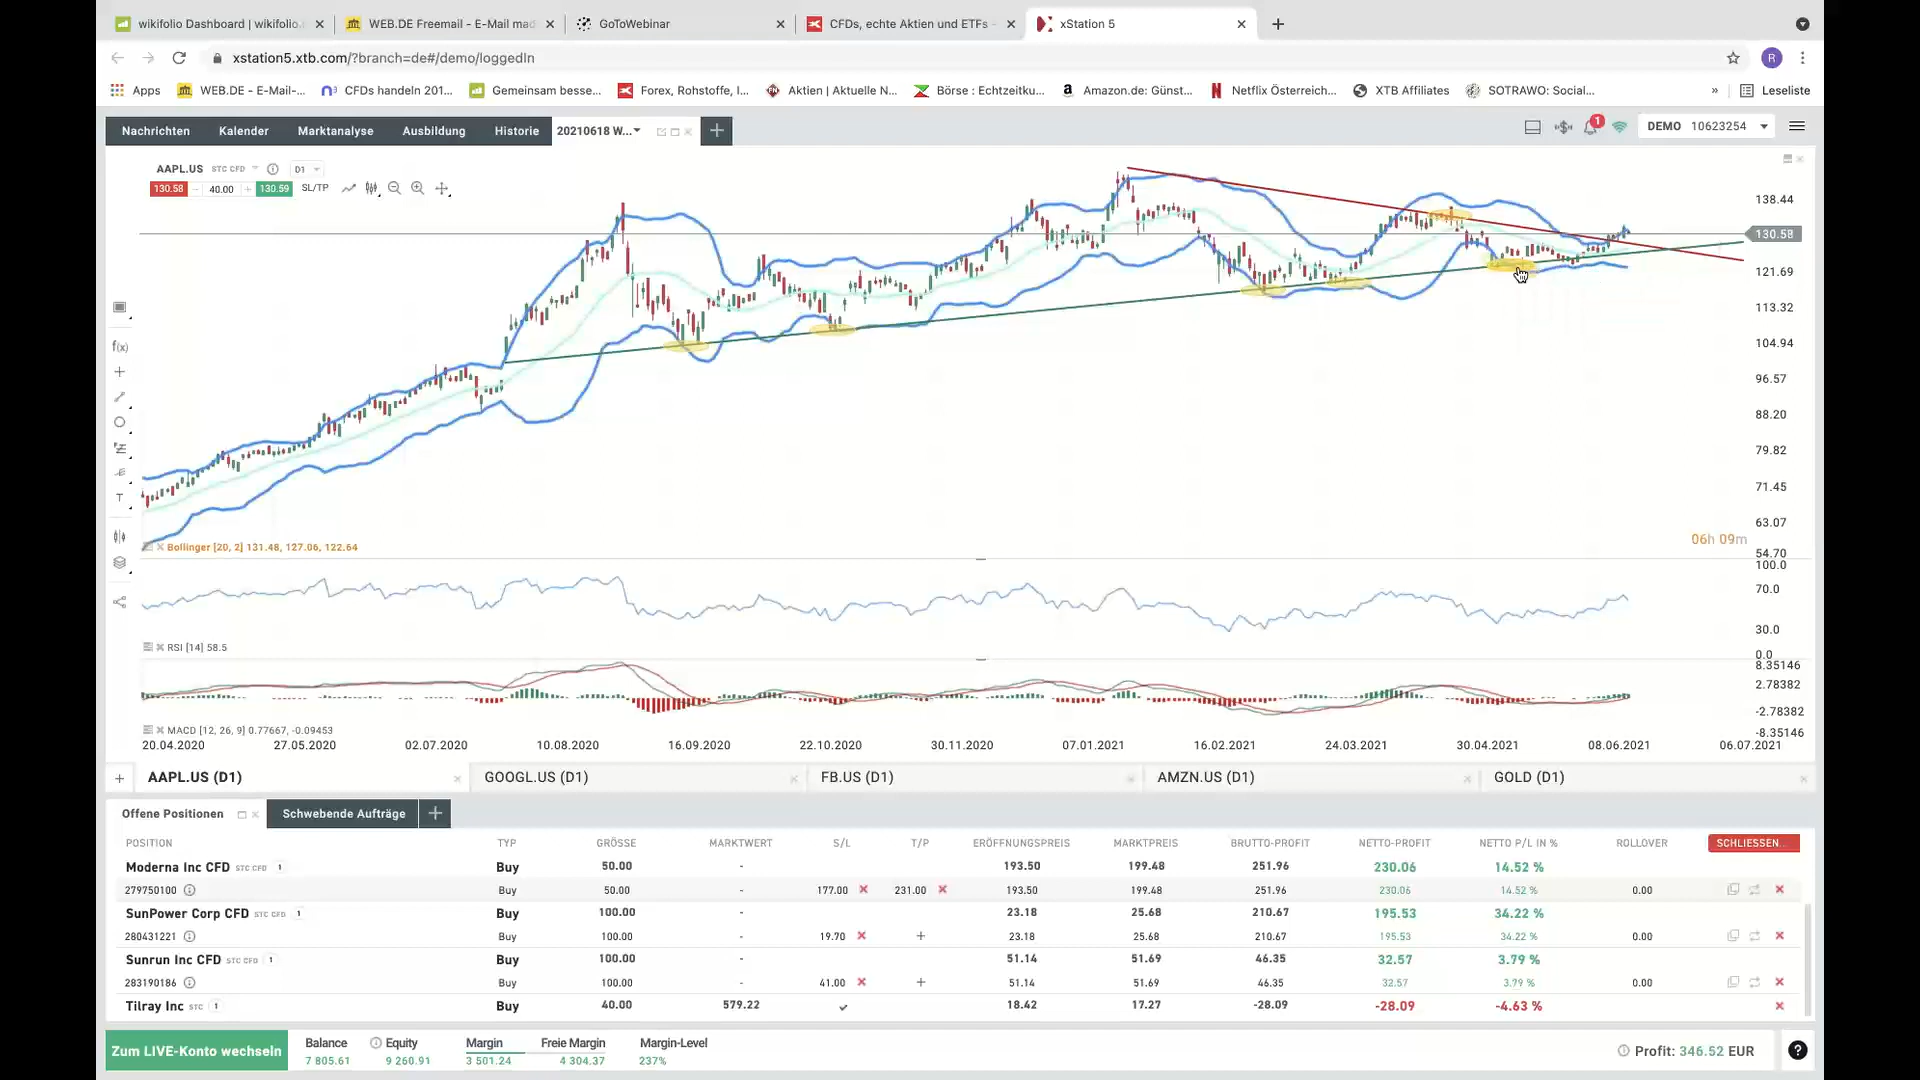 wikifolio Dashboard | wikifolio.
WEB.DE Freemail - E-Mail mad
GoToWebinar
CFDs, echte Aktien und ETFs -
xStation 5
xstation5.xtb.com/?branch=de#/demo/loggedIn
R
Apps
WEB.DE - E-Mail-...
CFDs handeln 201...
Gemeinsam besse...
Forex, Rohstoffe, I...
Aktien | Aktuelle N...
Börse : Echtzeitku...
Amazon.de: Günst...
Netflix Österreich...
XTB Affiliates
SOTRAWO: Social...
»
Leseliste
Nachrichten
Kalender
Marktanalyse
Ausbildung
Historie
20210618 W...
1
DEMO 10623254
AAPL.US STC CFD D1
130.58 − 40.00 + 130.59 SL/TP
138.44
130.58
121.69
113.32
104.94
96.57
88.20
79.82
71.45
63.07
54.70
f(x)
T
Bollinger [20, 2] 131.48, 127.06, 122.64
06h 09m
100.0
70.0
30.0
0.0
RSI [14] 58.5
8.35146
2.78382
-2.78382
-8.35146
MACD [12, 26, 9] 0.77667, -0.09453
20.04.2020 27.05.2020 02.07.2020 10.08.2020 16.09.2020 22.10.2020 30.11.2020 07.01.2021 16.02.2021 24.03.2021 30.04.2021 08.06.2021 06.07.2021
+ AAPL.US (D1) GOOGL.US (D1) FB.US (D1) AMZN.US (D1) GOLD (D1)
Offene Positionen Schwebende Aufträge +
POSITION TYP GRÖSSE MARKTWERT S/L T/P ERÖFFNUNGSPREIS MARKTPREIS BRUTTO-PROFIT NETTO-PROFIT NETTO P/L IN % ROLLOVER SCHLIESSEN...
Moderna Inc CFD STC CFD 1 Buy 50.00 - 193.50 199.48 251.96 230.06 14.52 %
279750100 Buy 50.00 - 177.00 231.00 193.50 199.48 251.96 230.06 14.52 % 0.00
SunPower Corp CFD STC CFD 1 Buy 100.00 - 23.18 25.68 210.67 195.53 34.22 %
280431221 Buy 100.00 - 19.70 + 23.18 25.68 210.67 195.53 34.22 % 0.00
Sunrun Inc CFD STC CFD 1 Buy 100.00 - 51.14 51.69 46.35 32.57 3.79 %
283190186 Buy 100.00 - 41.00 + 51.14 51.69 46.35 32.57 3.79 % 0.00
Tilray Inc STC 1 Buy 40.00 579.22 18.42 17.27 -28.09 -28.09 -4.63 %
Zum LIVE-Konto wechseln
Balance Equity Margin Freie Margin Margin-Level
7 805.61 9 260.91 3 501.24 4 304.37 237%
Profit: 346.52 EUR
?